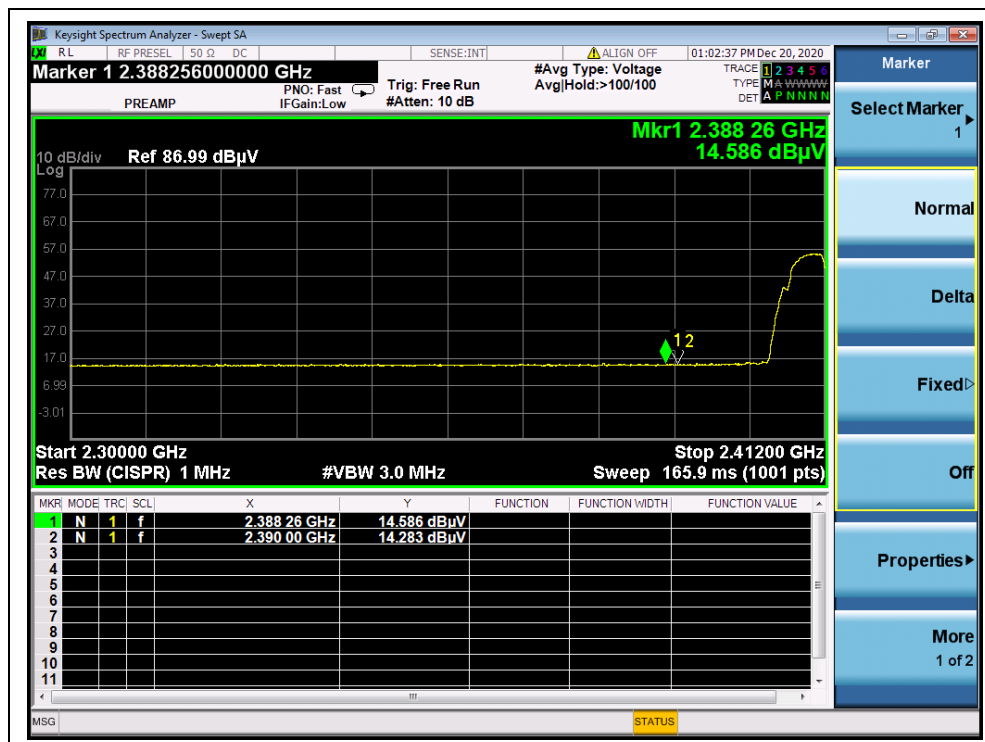 Keysight Spectrum Analyzer - Swept SA
LXI RL RF PRESEL 50 Ω DC SENSE:INT ALIGN OFF 01:02:37 PM Dec 20, 2020
Marker 1 2.388256000000 GHz
PREAMP
PNO: Fast
IFGain:Low
Trig: Free Run
#Atten: 10 dB
#Avg Type: Voltage
Avg|Hold:>100/100
TRACE 1 2 3 4 5 6
TYPE M A W W W W
DET A P N N N N
Mkr1 2.388 26 GHz
14.586 dBµV
10 dB/div Ref 86.99 dBµV
Log
77.0
67.0
57.0
47.0
37.0
27.0
17.0
6.99
-3.01
1 2
Start 2.30000 GHz Stop 2.41200 GHz
Res BW (CISPR) 1 MHz #VBW 3.0 MHz Sweep 165.9 ms (1001 pts)
MKR MODE TRC SCL X Y FUNCTION FUNCTION WIDTH FUNCTION VALUE
1 N 1 f 2.388 26 GHz 14.586 dBµV
2 N 1 f 2.390 00 GHz 14.283 dBµV
3
4
5
6
7
8
9
10
11
MSG STATUS
Marker
Select Marker
1
Normal
Delta
Fixed
Off
Properties
More
1 of 2